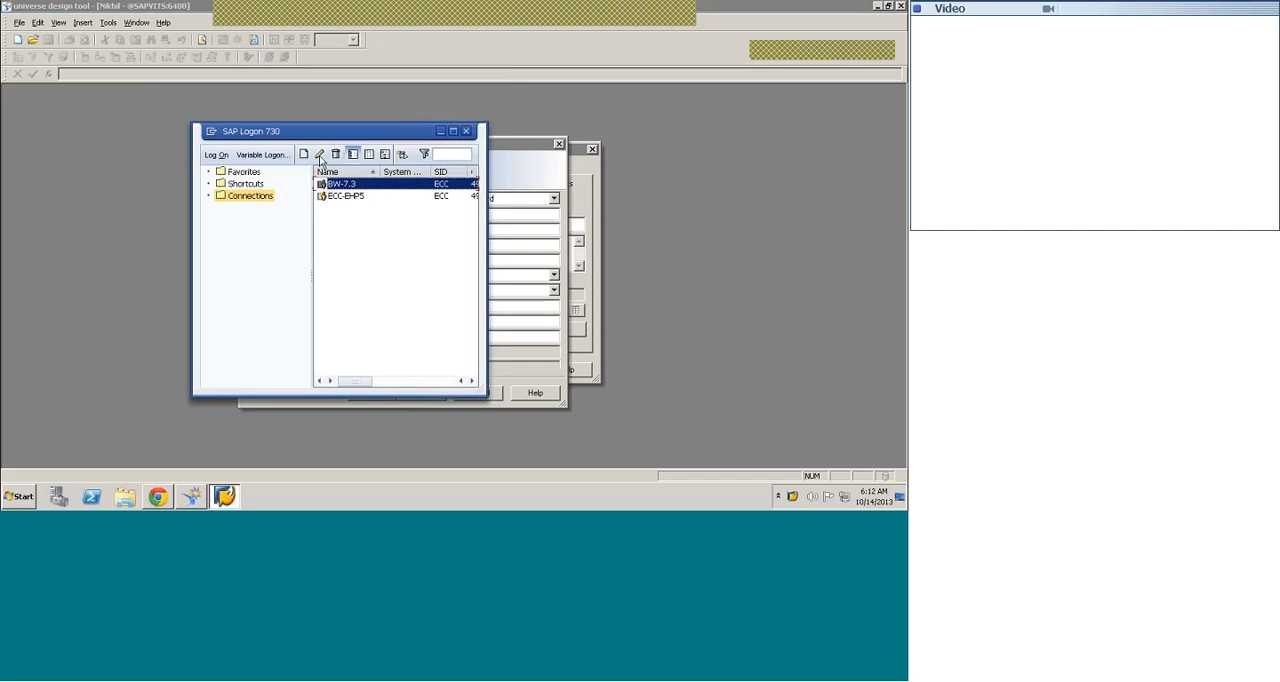 universe design tool - [Nikhil - @SAPVITS:6400]
Video
File Edit View Insert Tools Window Help
SAP Logon 730
Log On Variable Logon...
Favorites
Shortcuts
Connections
Name System ... SID
BW-7.3 ECC 49
ECC-EHP5 ECC 49
Help
NUM
Start
6:12 AM
10/14/2013